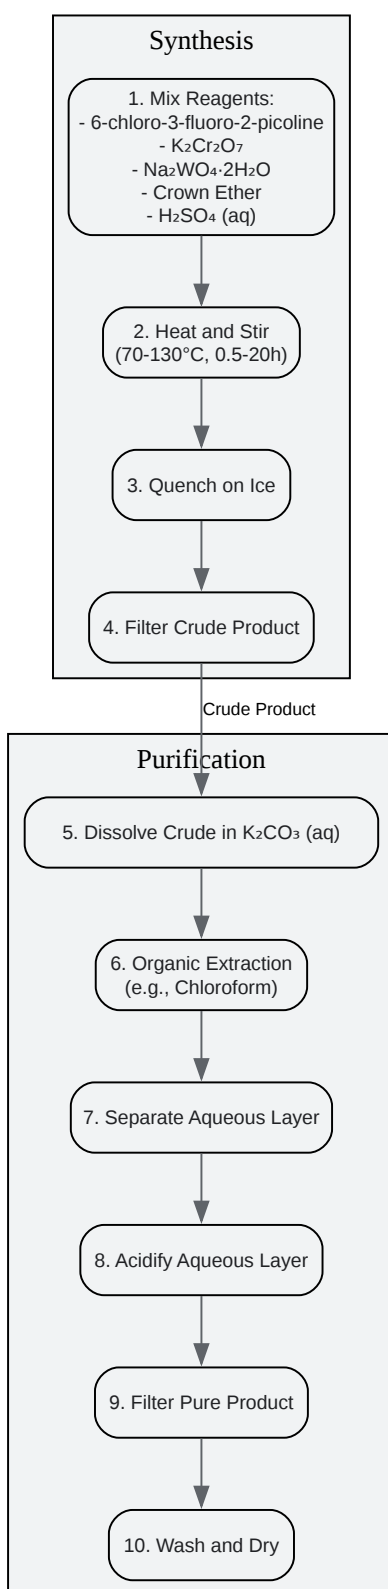 Synthesis
1. Mix Reagents:
- 6-chloro-3-fluoro-2-picoline
- K₂Cr₂O₇
- Na₂WO₄·2H₂O
- Crown Ether
- H₂SO₄ (aq)
2. Heat and Stir
(70-130°C, 0.5-20h)
3. Quench on Ice
4. Filter Crude Product
Crude Product
Purification
5. Dissolve Crude in K₂CO₃ (aq)
6. Organic Extraction
(e.g., Chloroform)
7. Separate Aqueous Layer
8. Acidify Aqueous Layer
9. Filter Pure Product
10. Wash and Dry